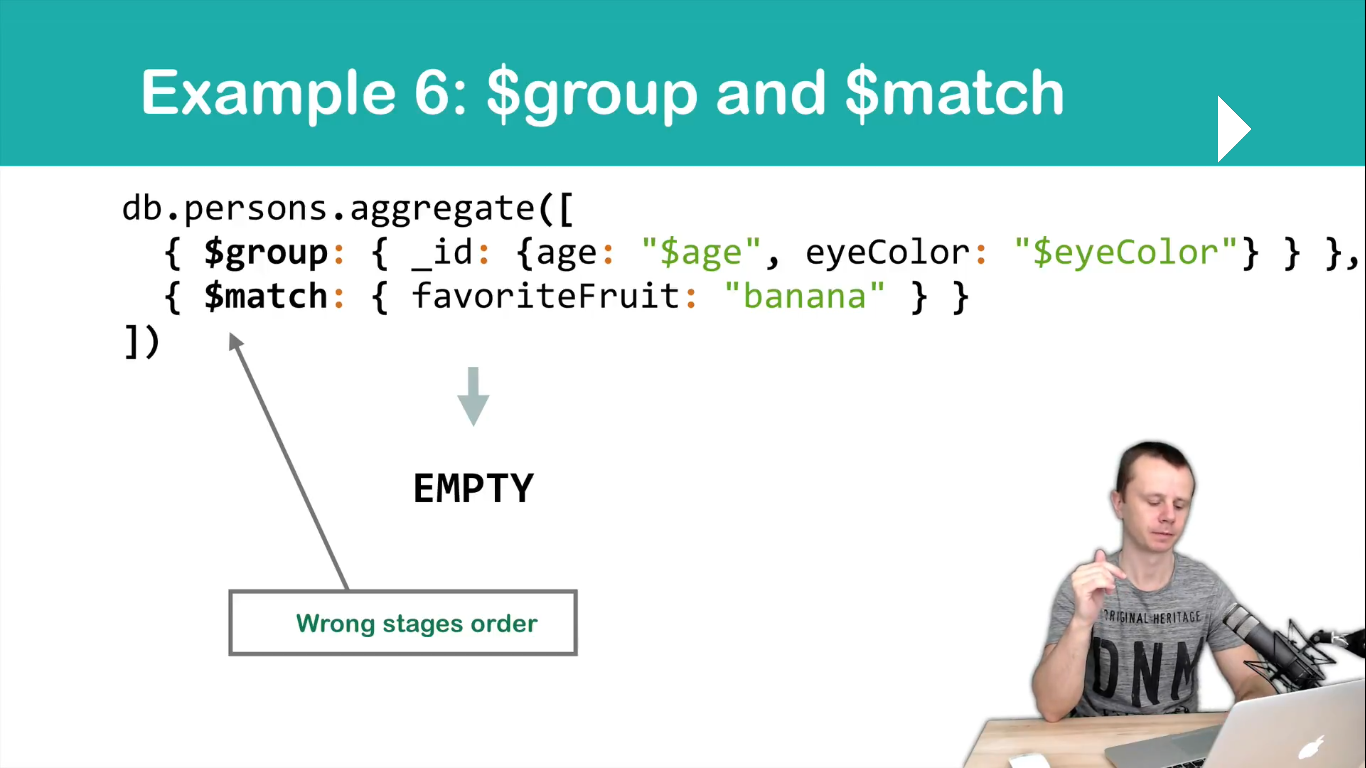 Example 6: $group and $match
db.persons.aggregate([
{ $group: { _id: {age: "$age", eyeColor: "$eyeColor"} } },
{ $match: { favoriteFruit: "banana" } }
])
EMPTY
Wrong stages order
ORIGINAL HERITAGE
DNM